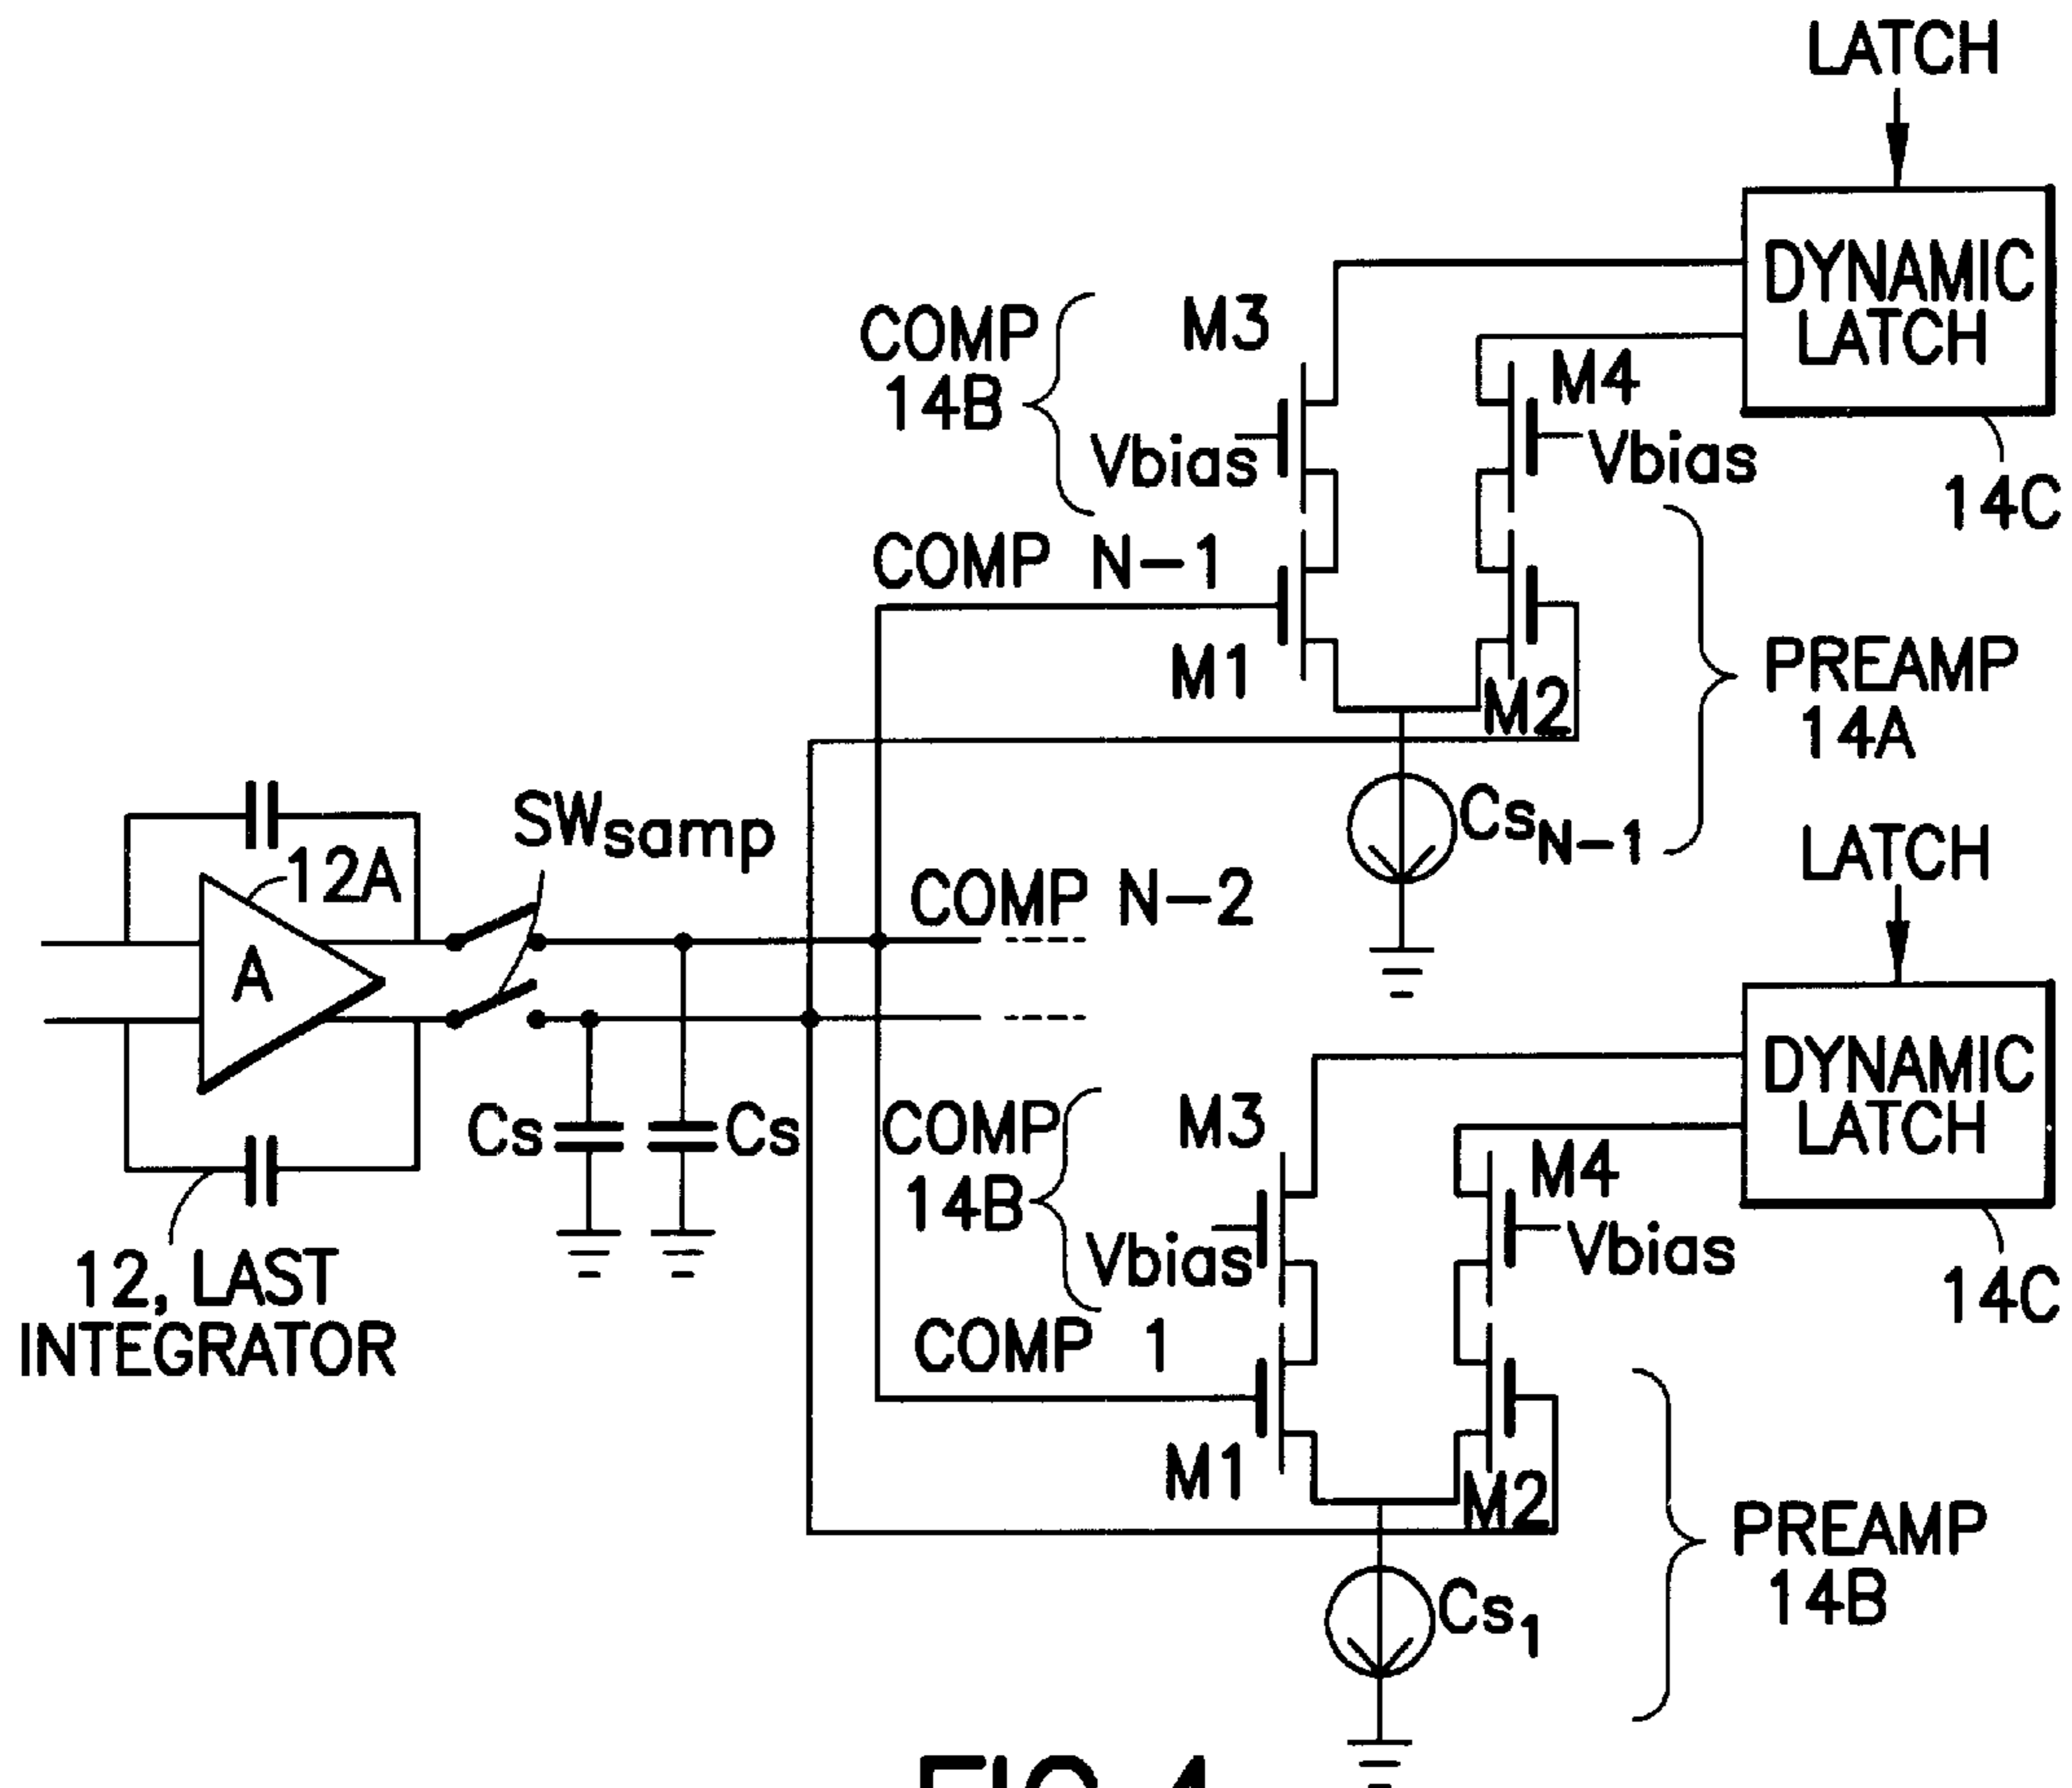 LATCH
DYNAMIC
LATCH
14C
COMP
14B
M3
Vbias
M4
Vbias
COMP N-1
M1
M2
PREAMP
14A
CsN-1
SWsamp
12A
A
COMP N-2
LATCH
DYNAMIC
LATCH
14C
Cs
Cs
12, LAST
INTEGRATOR
COMP
14B
M3
Vbias
M4
Vbias
COMP 1
M1
M2
PREAMP
14B
Cs1